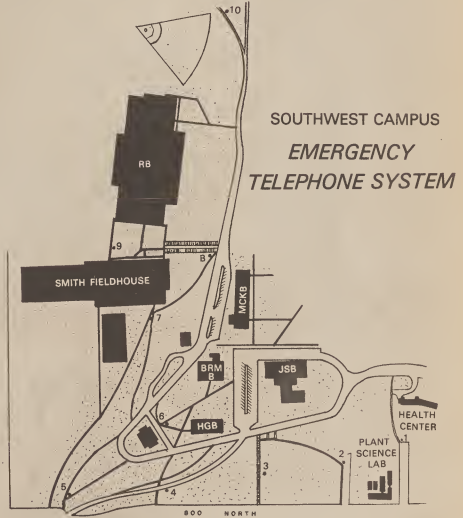 10
SOUTHWEST CAMPUS
EMERGENCY
TELEPHONE SYSTEM
RB
9
8
SMITH FIELDHOUSE
MCKB
7
BRM
B
JSB
6
HGB
HEALTH
CENTER
1
PLANT
SCIENCE
LAB
2
3
5
4
800 NORTH